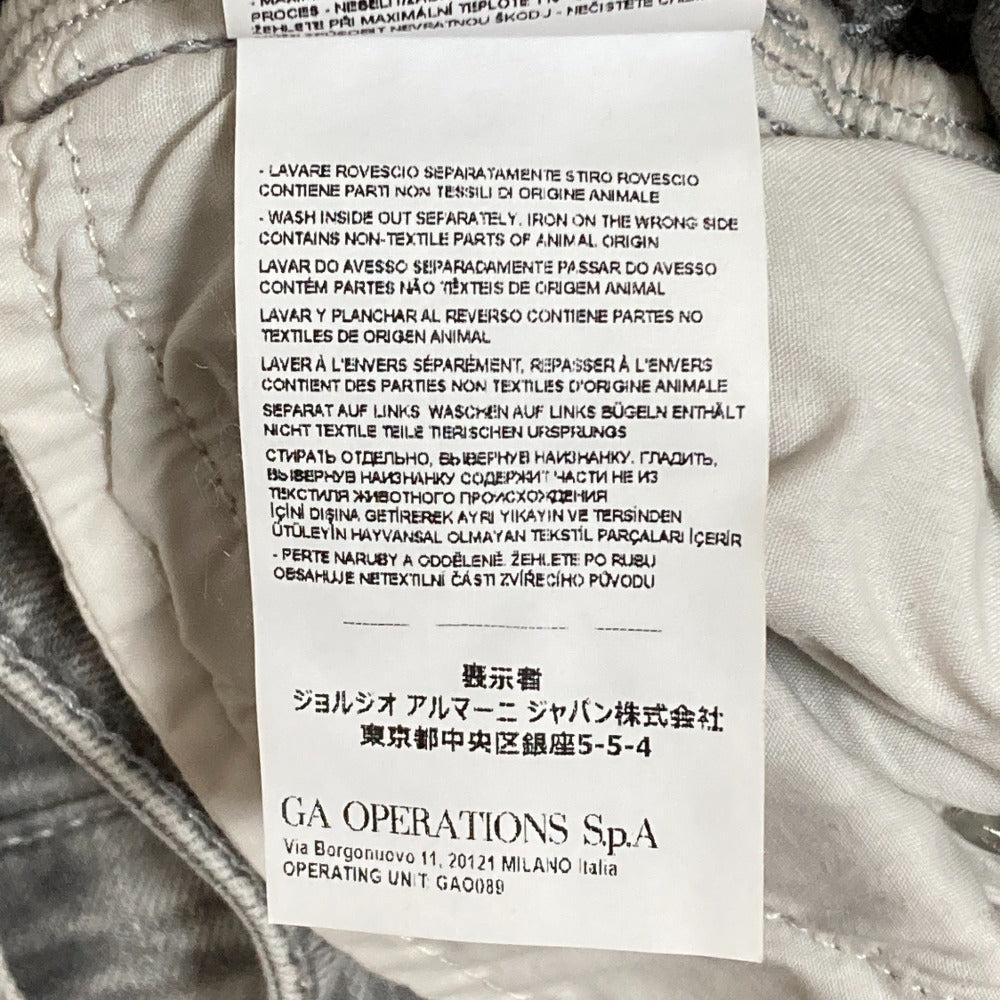 PROCES
ŽEHLETE PŘI MAXIMÁLNÍ TEPLOTĚ
- LAVARE ROVESCIO SEPARATAMENTE STIRO ROVESCIO
CONTIENE PARTI NON TESSILI DI ORIGINE ANIMALE
- WASH INSIDE OUT SEPARATELY, IRON ON THE WRONG SIDE
CONTAINS NON-TEXTILE PARTS OF ANIMAL ORIGIN
LAVAR DO AVESSO SEPARADAMENTE PASSAR DO AVESSO
CONTÉM PARTES NÃO TÊXTEIS DE ORIGEM ANIMAL
LAVAR Y PLANCHAR AL REVERSO CONTIENE PARTES NO
TEXTILES DE ORIGEN ANIMAL
LAVER À L'ENVERS SÉPARÉMENT, REPASSER À L'ENVERS
CONTIENT DES PARTIES NON TEXTILES D'ORIGINE ANIMALE
SEPARAT AUF LINKS WASCHEN AUF LINKS BÜGELN ENTHÄLT
NICHT TEXTILE TEILE TIERISCHEN URSPRUNGS
СТИРАТЬ ОТДЕЛЬНО, ВЫВЕРНУВ НАИЗНАНКУ. ГЛАДИТЬ,
ВЫВЕРНУВ НАИЗНАНКУ СОДЕРЖИТ ЧАСТИ НЕ ИЗ
ТЕКСТИЛЯ ЖИВОТНОГО ПРОИСХОЖДЕНИЯ
İÇİNİ DIŞINA GETİREREK AYRI YIKAYIN VE TERSİNDEN
ÜTÜLEYİN HAYVANSAL OLMAYAN TEKSTİL PARÇALARI İÇERİR
- PERTE NARUBY A ODDĚLENĚ. ŽEHLETE PO RUBU
OBSAHUJE NETEXTILNÍ ČÁSTI ZVÍŘECÍHO PŮVODU
表示者
ジョルジオ アルマーニ ジャパン株式会社
東京都中央区銀座5-5-4
GA OPERATIONS S.p.A
Via Borgonuovo 11, 20121 MILANO Italia
OPERATING UNIT: GAO089